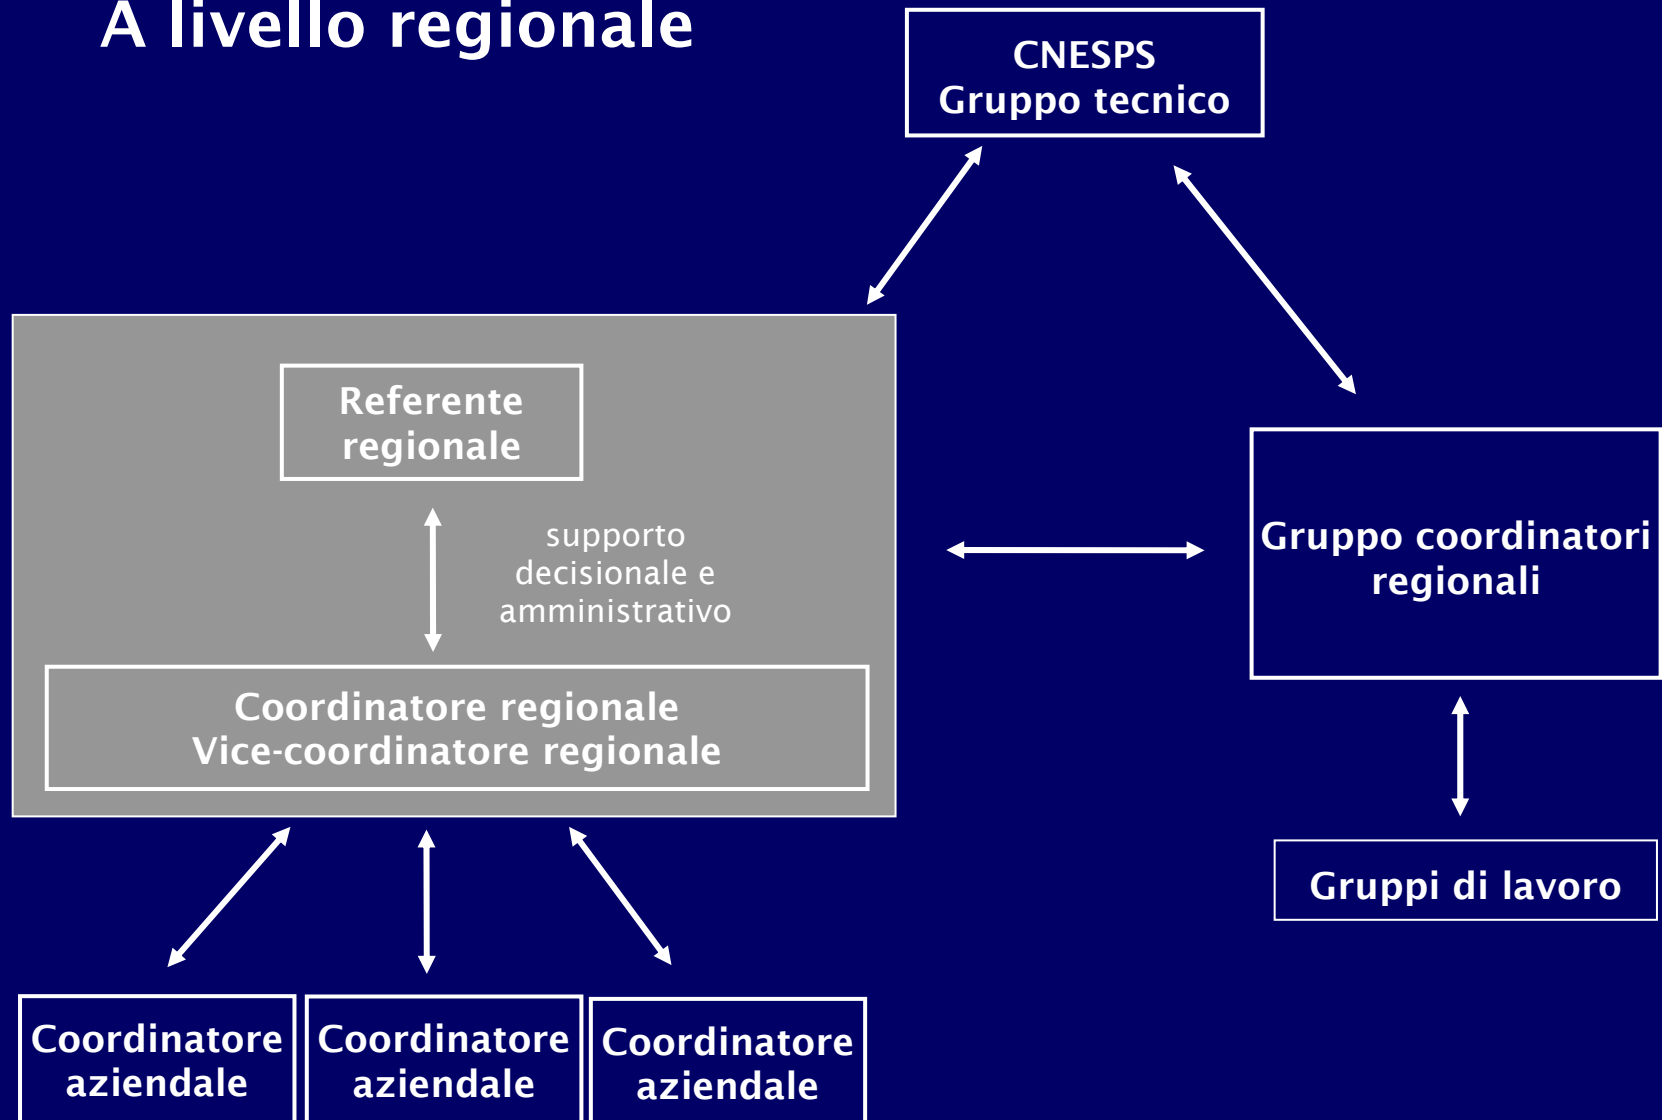 A livello regionale
CNESPS
Gruppo tecnico
Referente
regionale
supporto
decisionale e
amministrativo
Gruppo coordinatori
regionali
Coordinatore regionale
Vice-coordinatore regionale
Gruppi di lavoro
Coordinatore
aziendale
Coordinatore
aziendale
Coordinatore
aziendale